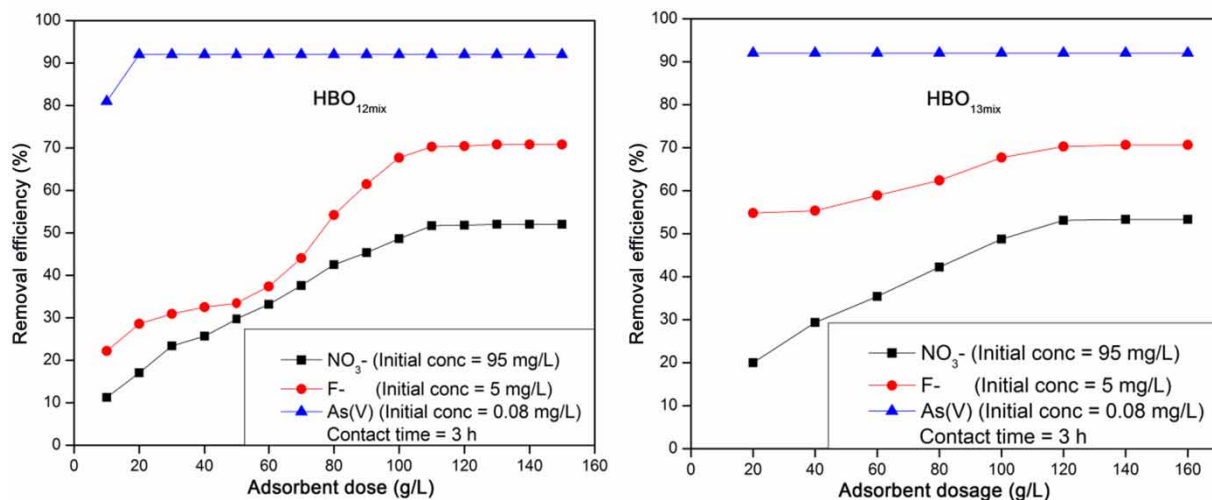 100
90
80
70
60
50
40
30
20
10
0
Removal efficiency (%)
HBO12mix
NO3- (Initial conc = 95 mg/L)
F- (Initial conc = 5 mg/L)
As(V) (Initial conc = 0.08 mg/L)
Contact time = 3 h
0 20 40 60 80 100 120 140 160
Adsorbent dose (g/L)
100
90
80
70
60
50
40
30
20
10
0
Removal efficiency (%)
HBO13mix
NO3- (Initial conc = 95 mg/L)
F- (Initial conc = 5 mg/L)
As(V) (Initial conc = 0.08 mg/L)
Contact time = 3 h
0 20 40 60 80 100 120 140 160
Adsorbent dosage (g/L)